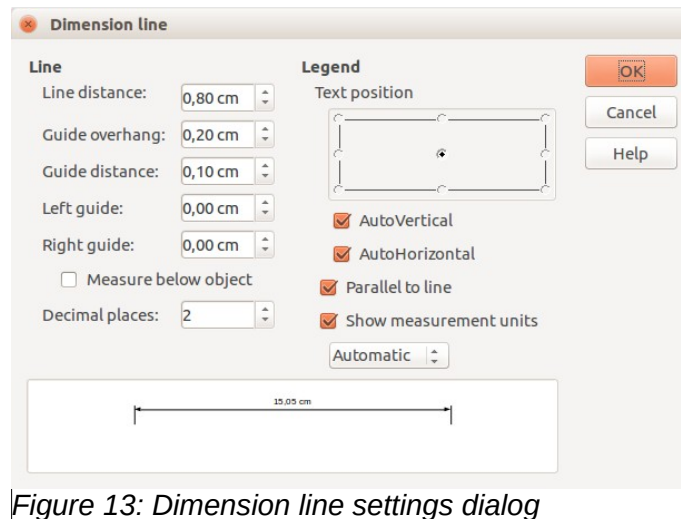 Dimension line
Line
Line distance: 0,80 cm
Guide overhang: 0,20 cm
Guide distance: 0,10 cm
Left guide: 0,00 cm
Right guide: 0,00 cm
Measure below object
Decimal places: 2
Legend
Text position
AutoVertical
AutoHorizontal
Parallel to line
Show measurement units
Automatic
OK
Cancel
Help
15,05 cm
Figure 13: Dimension line settings dialog